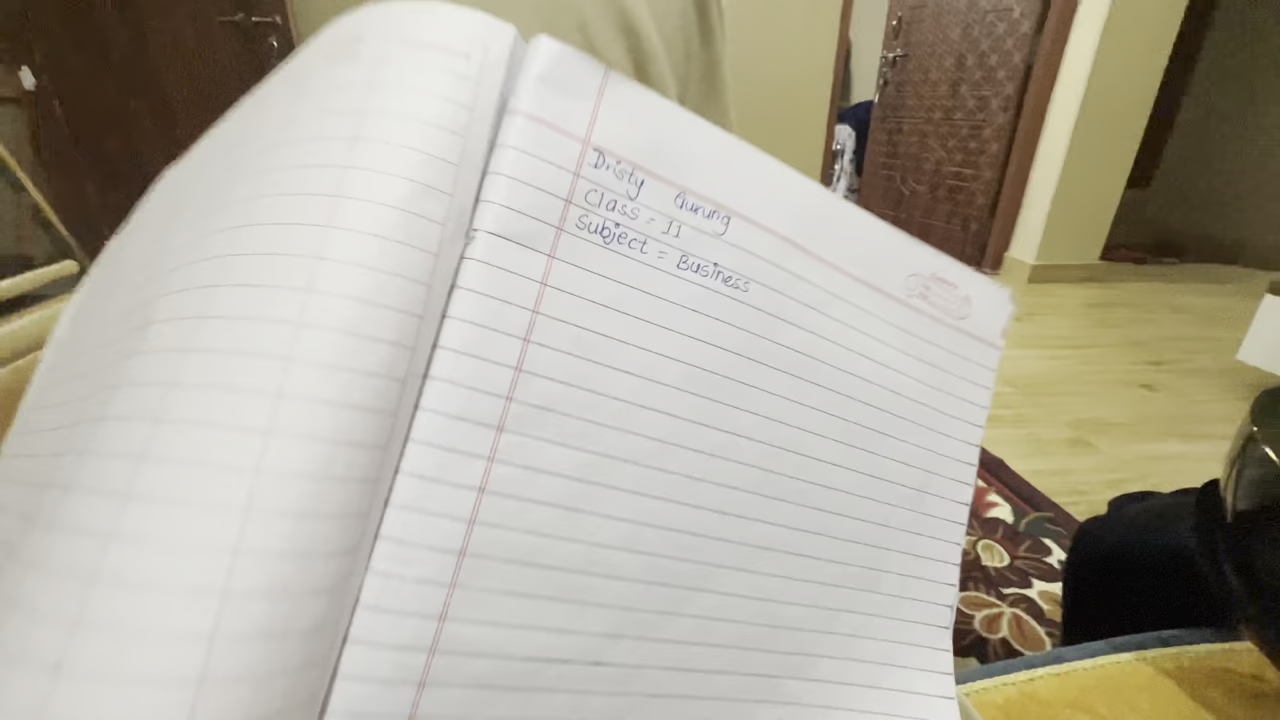 Dristy Gurung
Class = 11
Subject = Business